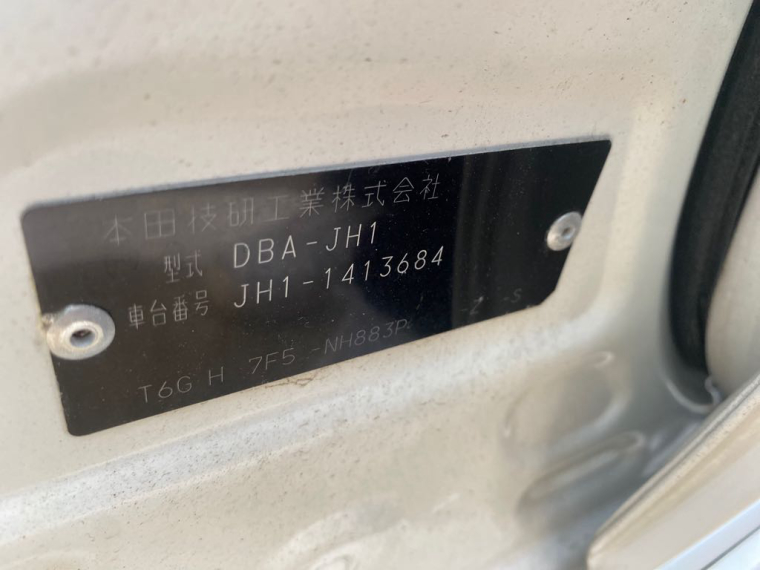 本田技研工業株式会社
型式 DBA-JH1
車台番号 JH1-1413684
T6G H 7F5 -NH883P -Z -S